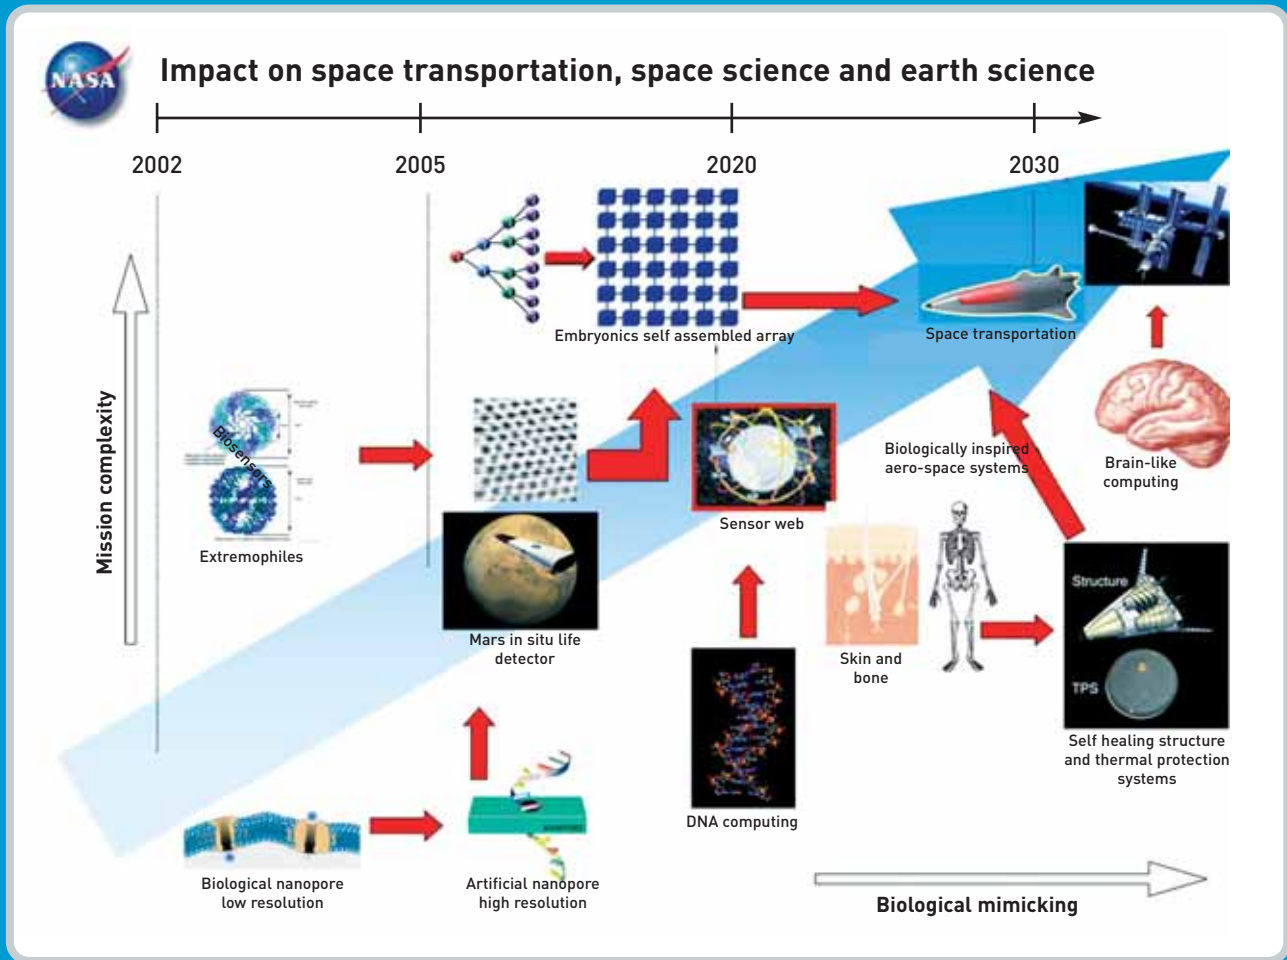 NASA
Impact on space transportation, space science and earth science
2002
2005
2020
2030
Mission complexity
Embryonics self assembled array
Space transportation
Biosensors
Extremophiles
Biologically inspired
aero-space systems
Brain-like
computing
Sensor web
Mars in situ life
detector
Skin and
bone
Structure
TPS
Self healing structure
and thermal protection
systems
DNA computing
Biological nanopore
low resolution
Artificial nanopore
high resolution
Biological mimicking